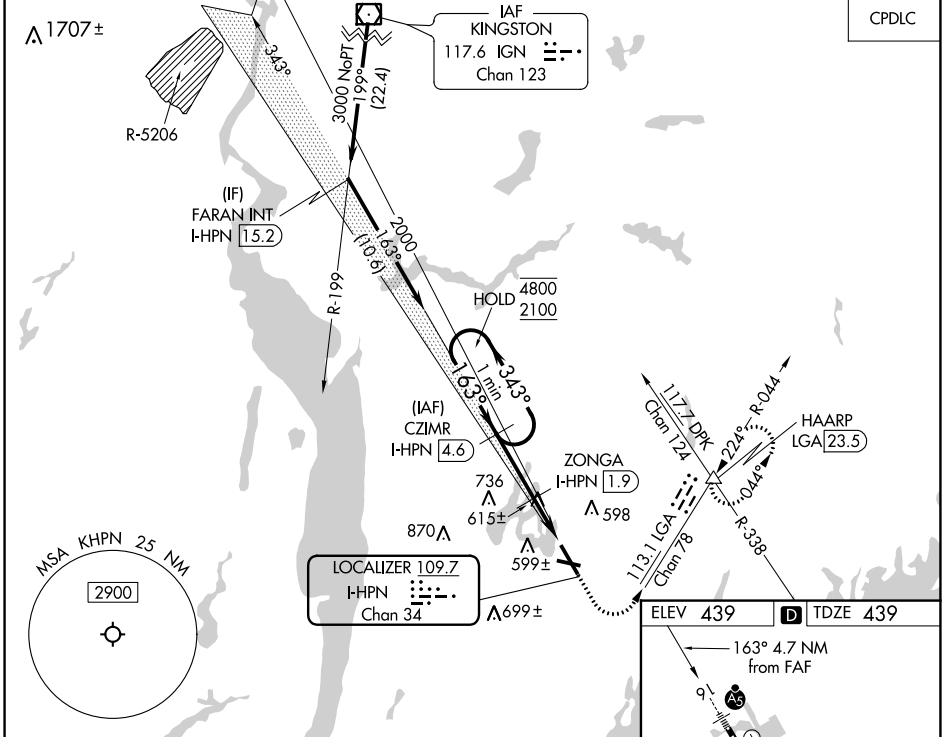 1707±
343°
R-5206
3000 NoPT
199°
(22.4)
IAF
KINGSTON
117.6 IGN
Chan 123
CPDLC
(IF)
FARAN INT
I-HPN 15.2
R-199
2000
163°
(10.6)
HOLD 4800
2100
163°
1 min
343°
(IAF)
CZIMR
I-HPN 4.6
117.7 DPK
Chan 124
224°
R-044
044°
HAARP
LGA 23.5
ZONGA
I-HPN 1.9
736
615±
598
870
599±
113.1 LGA
Chan 78
R-338
MSA KHPN 25 NM
2900
LOCALIZER 109.7
I-HPN
Chan 34
699±
ELEV 439
D
TDZE 439
163° 4.7 NM
from FAF
16
A5